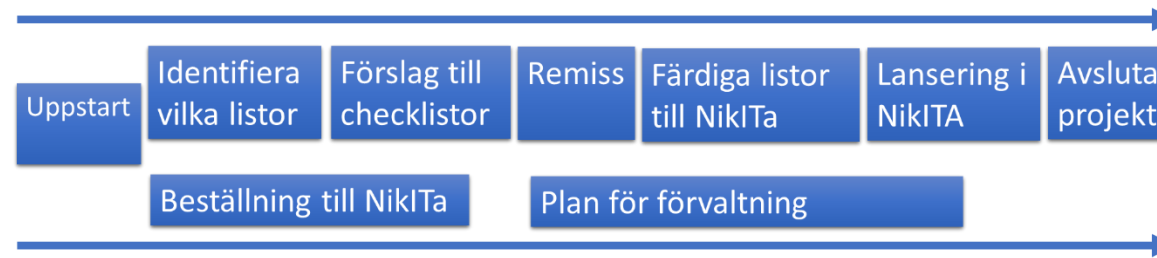 Uppstart
Identifiera
vilka listor
Förslag till
checklistor
Remiss
Färdiga listor
till NikITa
Lansering i
NikITA
Avsluta
projekt
Beställning till NikITa
Plan för förvaltning